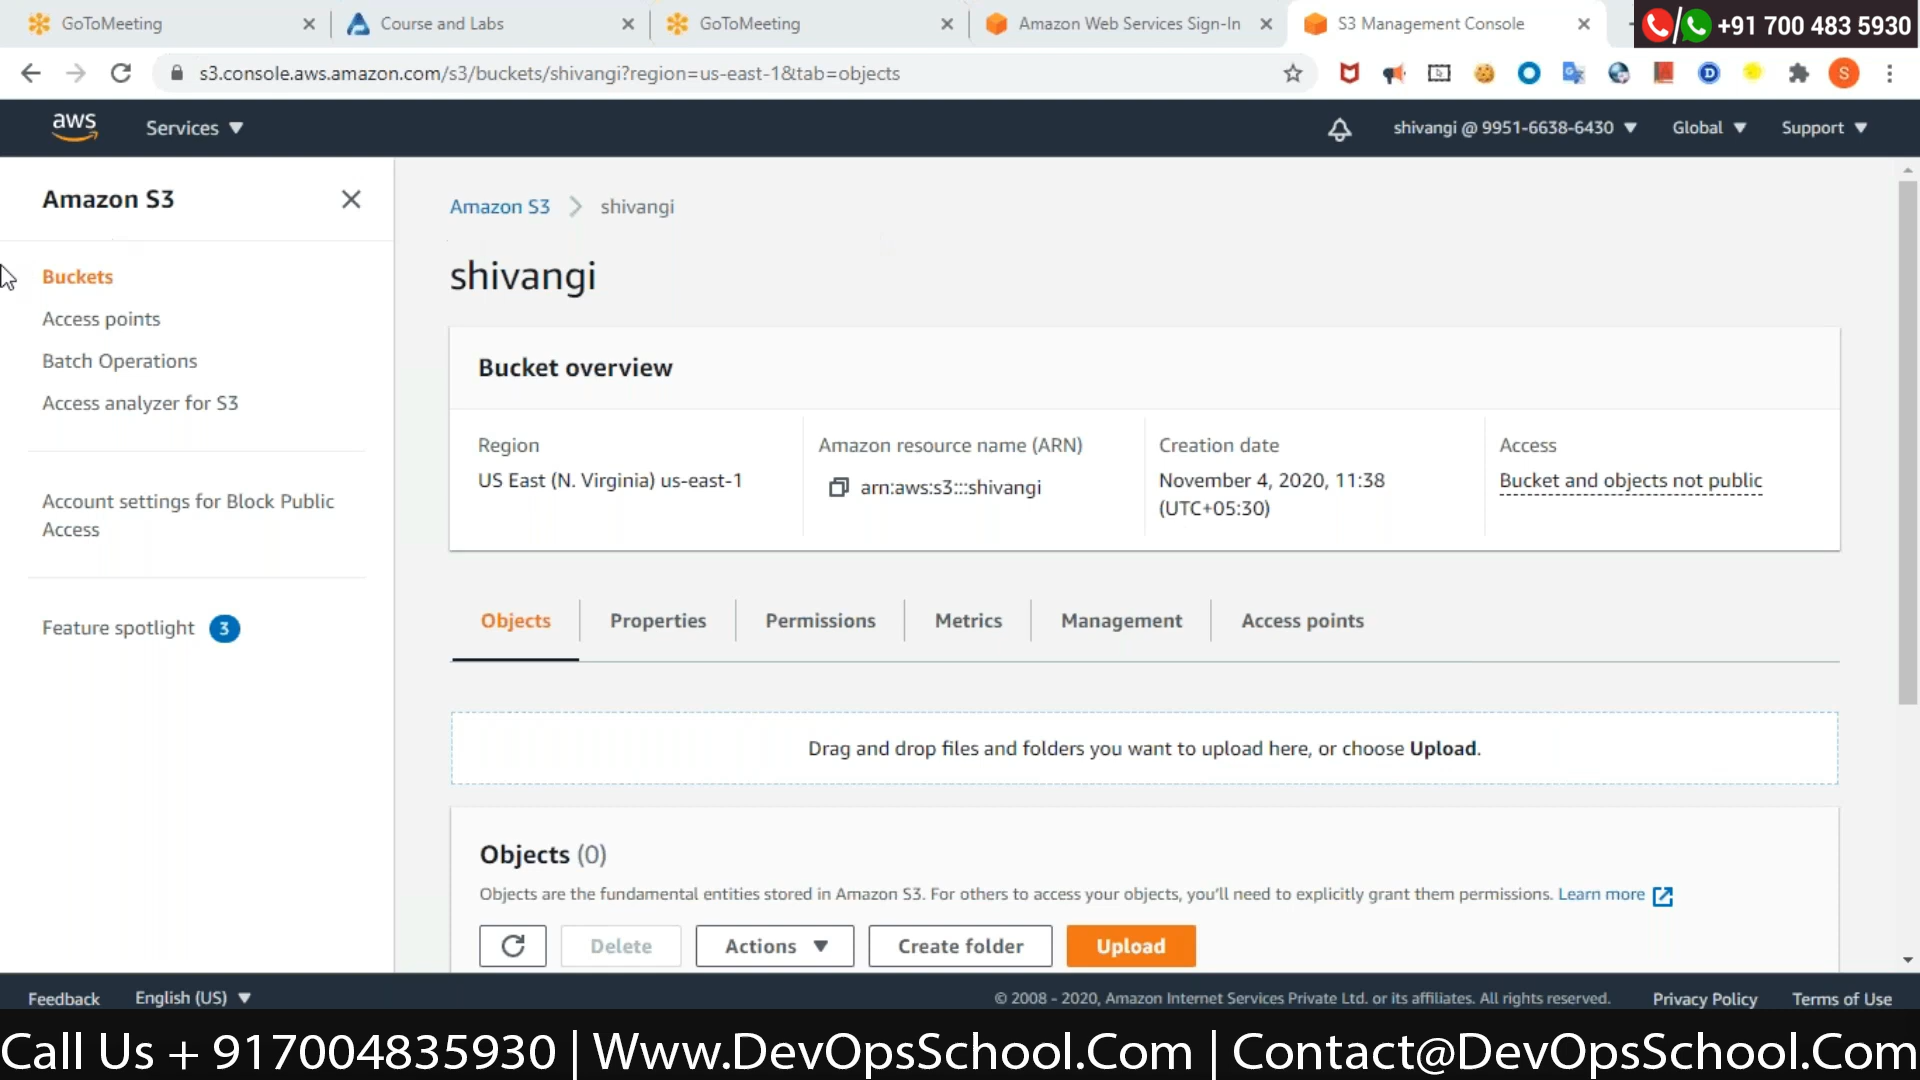 GoToMeeting
Course and Labs
GoToMeeting
Amazon Web Services Sign-In
S3 Management Console
+91 700 483 5930
s3.console.aws.amazon.com/s3/buckets/shivangi?region=us-east-1&tab=objects
S
aws
Services
shivangi @ 9951-6638-6430
Global
Support
Amazon S3
Buckets
Access points
Batch Operations
Access analyzer for S3
Account settings for Block Public
Access
Feature spotlight 3
Amazon S3 > shivangi
shivangi
Bucket overview
Region
US East (N. Virginia) us-east-1
Amazon resource name (ARN)
arn:aws:s3:::shivangi
Creation date
November 4, 2020, 11:38
(UTC+05:30)
Access
Bucket and objects not public
Objects
Properties
Permissions
Metrics
Management
Access points
Drag and drop files and folders you want to upload here, or choose Upload.
Objects (0)
Objects are the fundamental entities stored in Amazon S3. For others to access your objects, you'll need to explicitly grant them permissions. Learn more
Delete
Actions
Create folder
Upload
Feedback
English (US)
© 2008 - 2020, Amazon Internet Services Private Ltd. or its affiliates. All rights reserved.
Privacy Policy
Terms of Use
Call Us + 917004835930 | Www.DevOpsSchool.Com | Contact@DevOpsSchool.Com